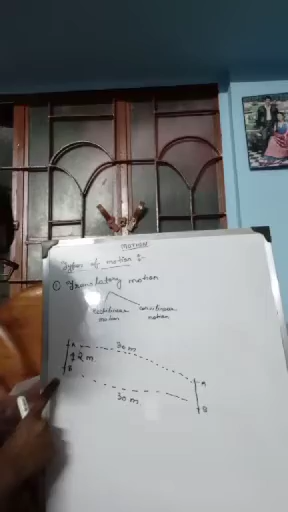 MOTION
Types of motion :-
① Translatory motion
Rectilinear motion
Curvilinear motion
A 30 m
2 m
B
A
30 m B